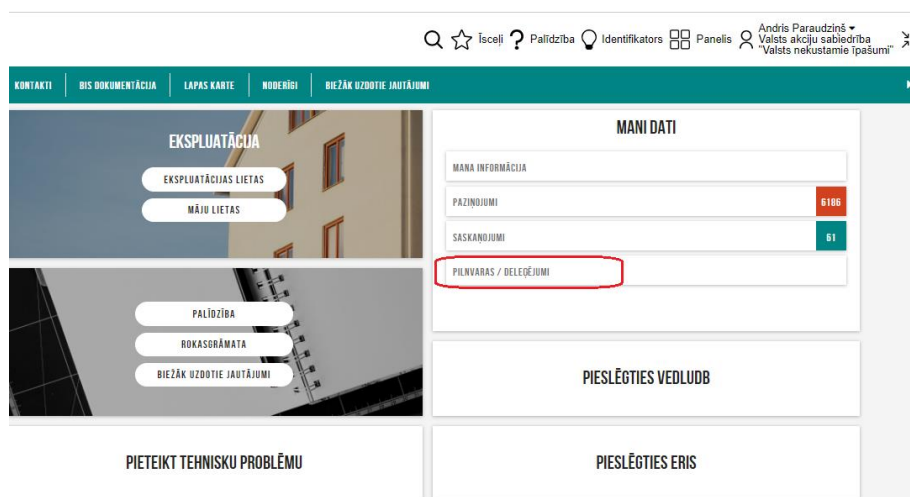 Īsceļi Palīdzība Identifikators Panelis Andris Paraudziņš
Valsts akciju sabiedrība
"Valsts nekustamie īpašumi"
KONTAKTI BIS DOKUMENTĀCIJA LAPAS KARTE NODERĪGI BIEŽĀK UZDOTIE JAUTĀJUMI
EKSPLUATĀCIJA
EKSPLUATĀCIJAS LIETAS
MĀJU LIETAS
MANI DATI
MANA INFORMĀCIJA
PAZIŅOJUMI 6186
SASKAŅOJUMI 61
PILNVARAS / DELEĢĒJUMI
PALĪDZĪBA
ROKASGRĀMATA
BIEŽĀK UZDOTIE JAUTĀJUMI
PIESLĒGTIES VEDLUDB
PIETEIKT TEHNISKU PROBLĒMU
PIESLĒGTIES ERIS